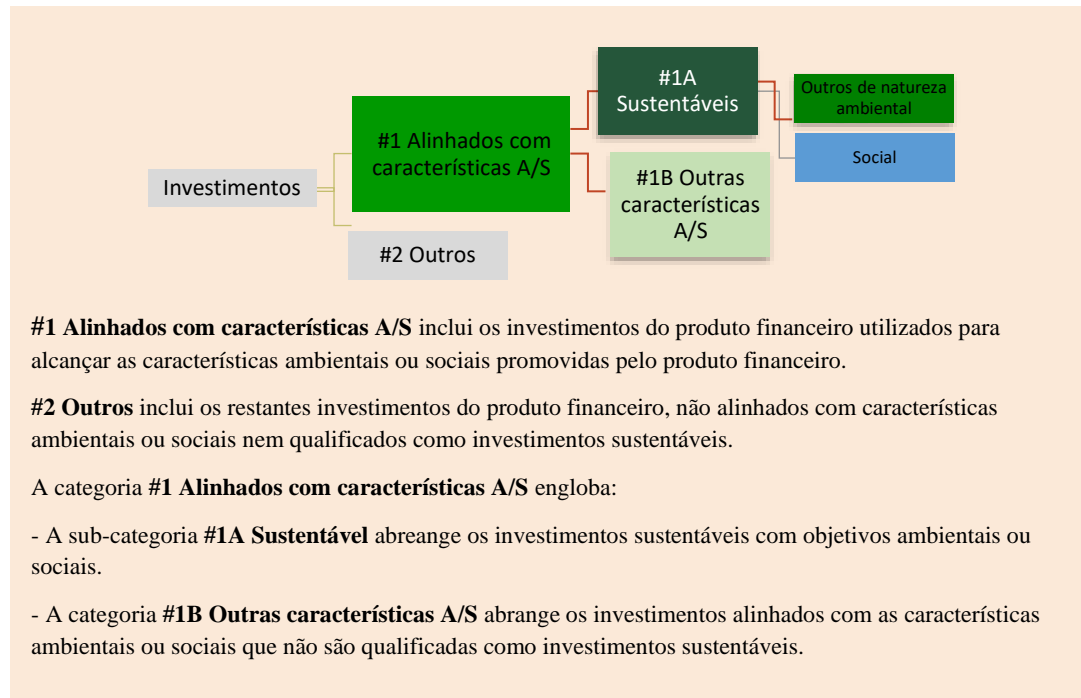 #1A
Sustentáveis
Outros de natureza
ambiental
#1 Alinhados com
características A/S
Social
Investimentos
#1B Outras
características
A/S
#2 Outros
#1 Alinhados com características A/S inclui os investimentos do produto financeiro utilizados para
alcançar as características ambientais ou sociais promovidas pelo produto financeiro.
#2 Outros inclui os restantes investimentos do produto financeiro, não alinhados com características
ambientais ou sociais nem qualificados como investimentos sustentáveis.
A categoria #1 Alinhados com características A/S engloba:
- A sub-categoria #1A Sustentável abreange os investimentos sustentáveis com objetivos ambientais ou
sociais.
- A categoria #1B Outras características A/S abrange os investimentos alinhados com as características
ambientais ou sociais que não são qualificadas como investimentos sustentáveis.